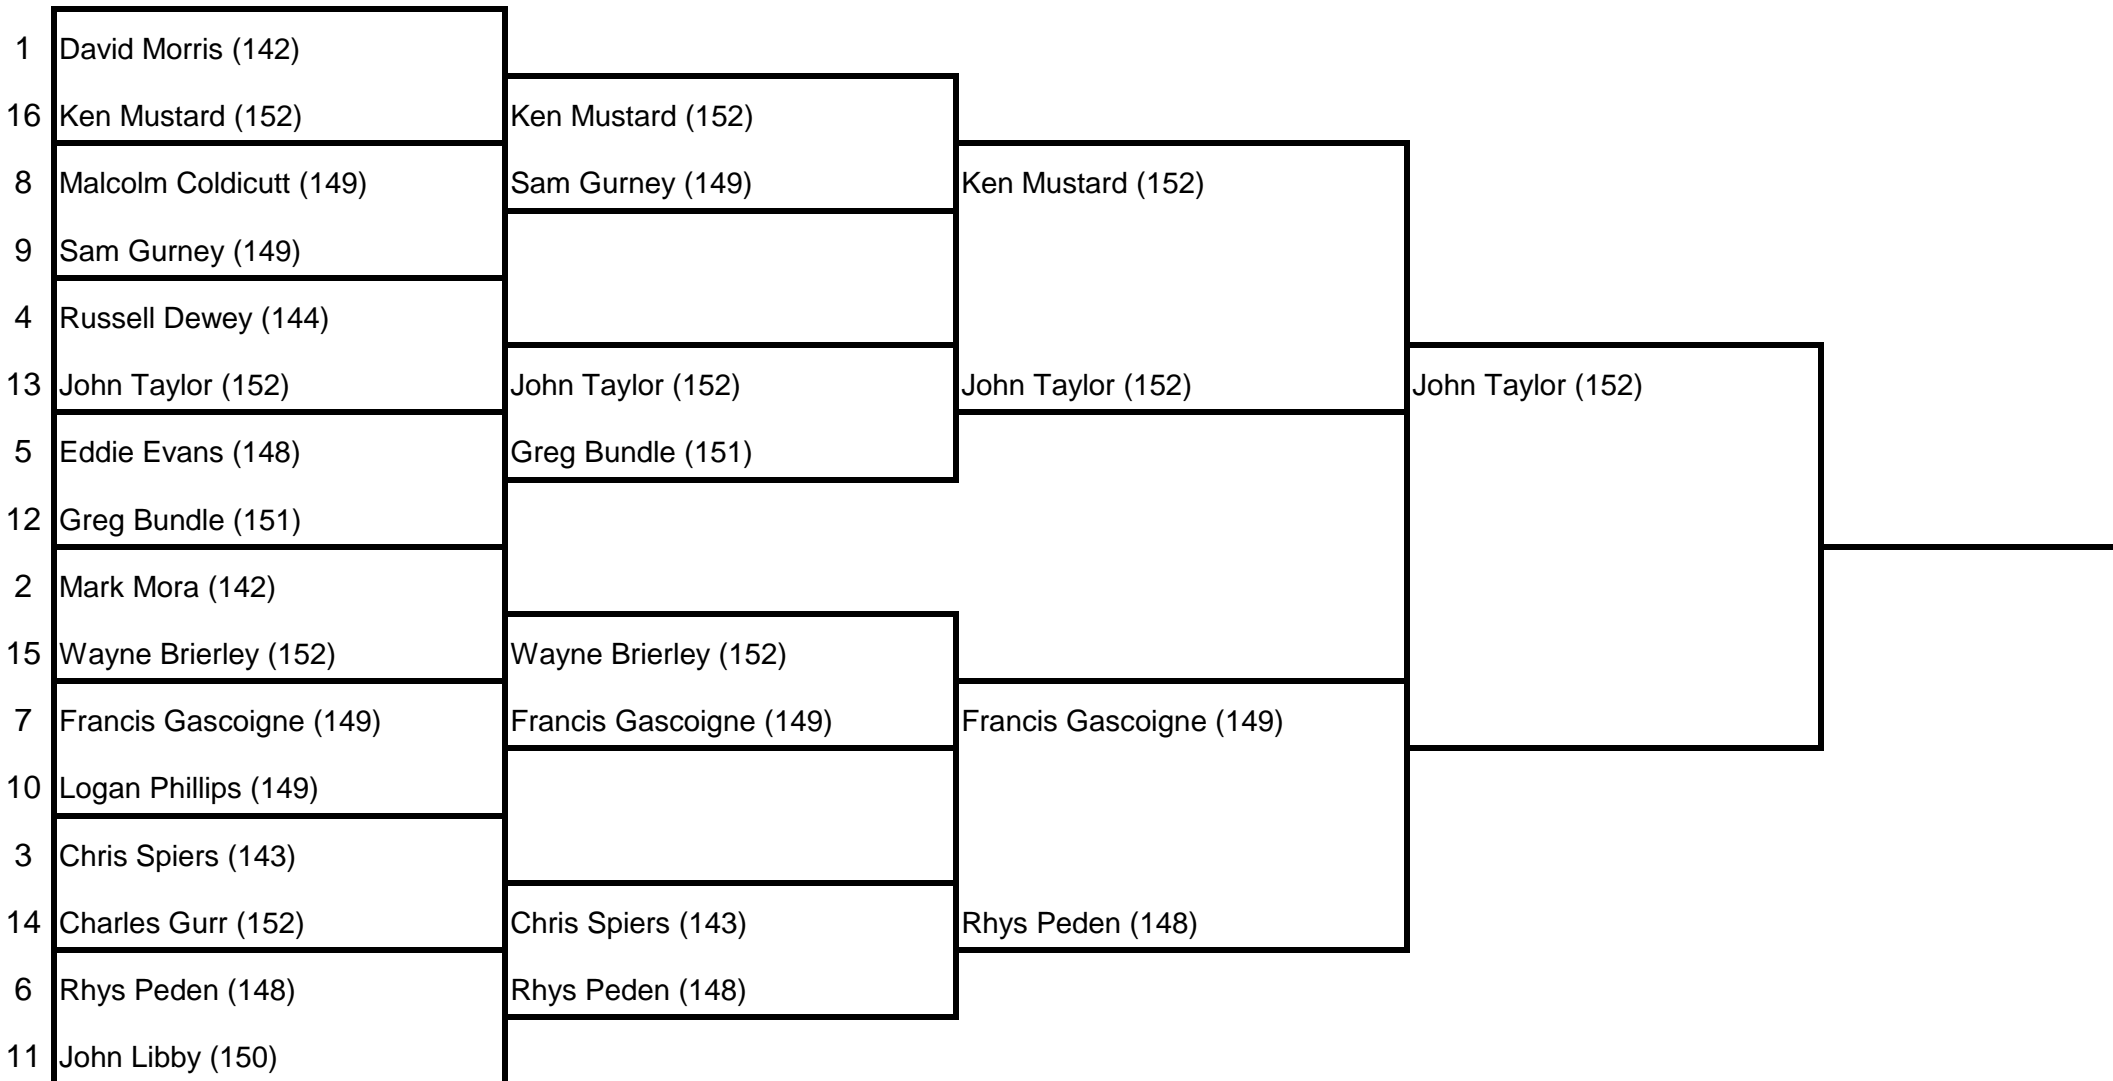 1 David Morris (142)
16 Ken Mustard (152) Ken Mustard (152)
8 Malcolm Coldicutt (149) Sam Gurney (149) Ken Mustard (152)
9 Sam Gurney (149)
4 Russell Dewey (144)
13 John Taylor (152) John Taylor (152) John Taylor (152) John Taylor (152)
5 Eddie Evans (148) Greg Bundle (151)
12 Greg Bundle (151)
2 Mark Mora (142)
15 Wayne Brierley (152) Wayne Brierley (152)
7 Francis Gascoigne (149) Francis Gascoigne (149) Francis Gascoigne (149)
10 Logan Phillips (149)
3 Chris Spiers (143)
14 Charles Gurr (152) Chris Spiers (143) Rhys Peden (148)
6 Rhys Peden (148) Rhys Peden (148)
11 John Libby (150)